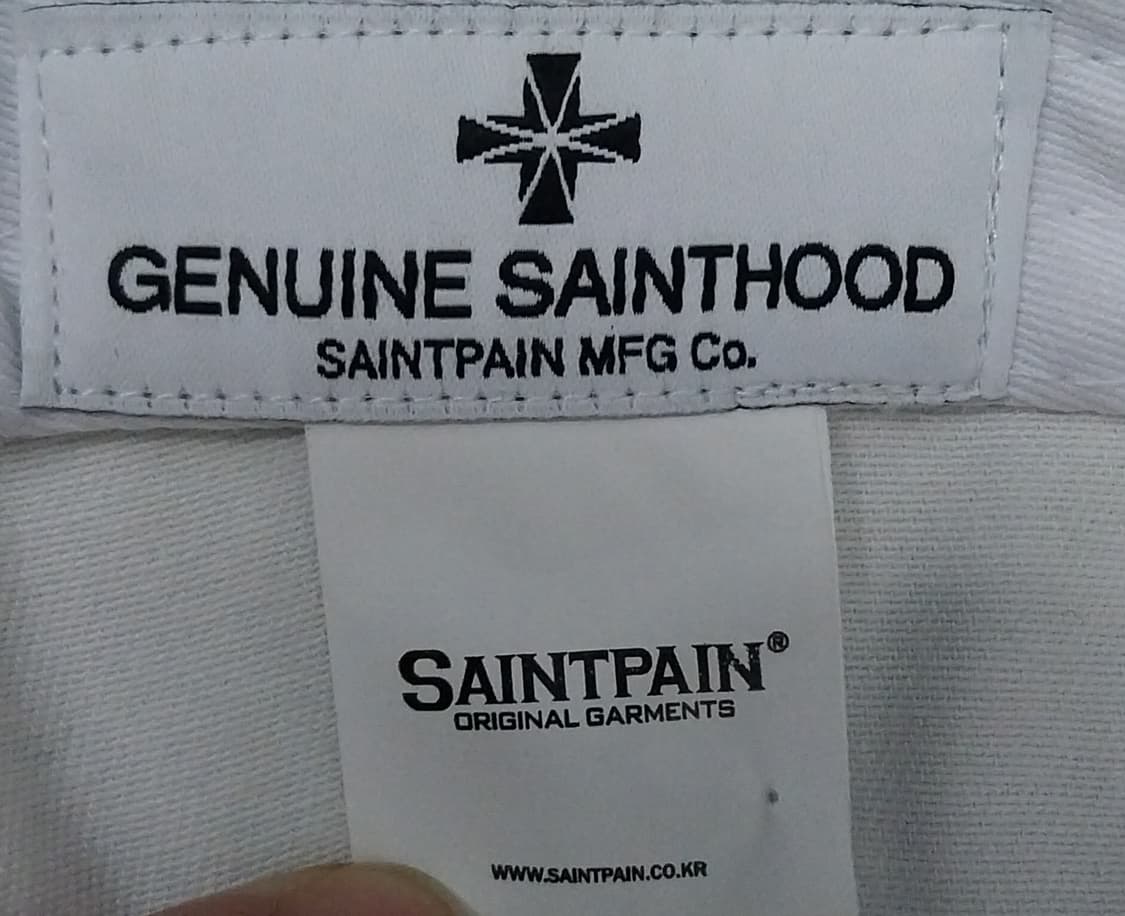 GENUINE SAINTHOOD
SAINTPAIN MFG Co.
SAINTPAIN®
ORIGINAL GARMENTS
WWW.SAINTPAIN.CO.KR